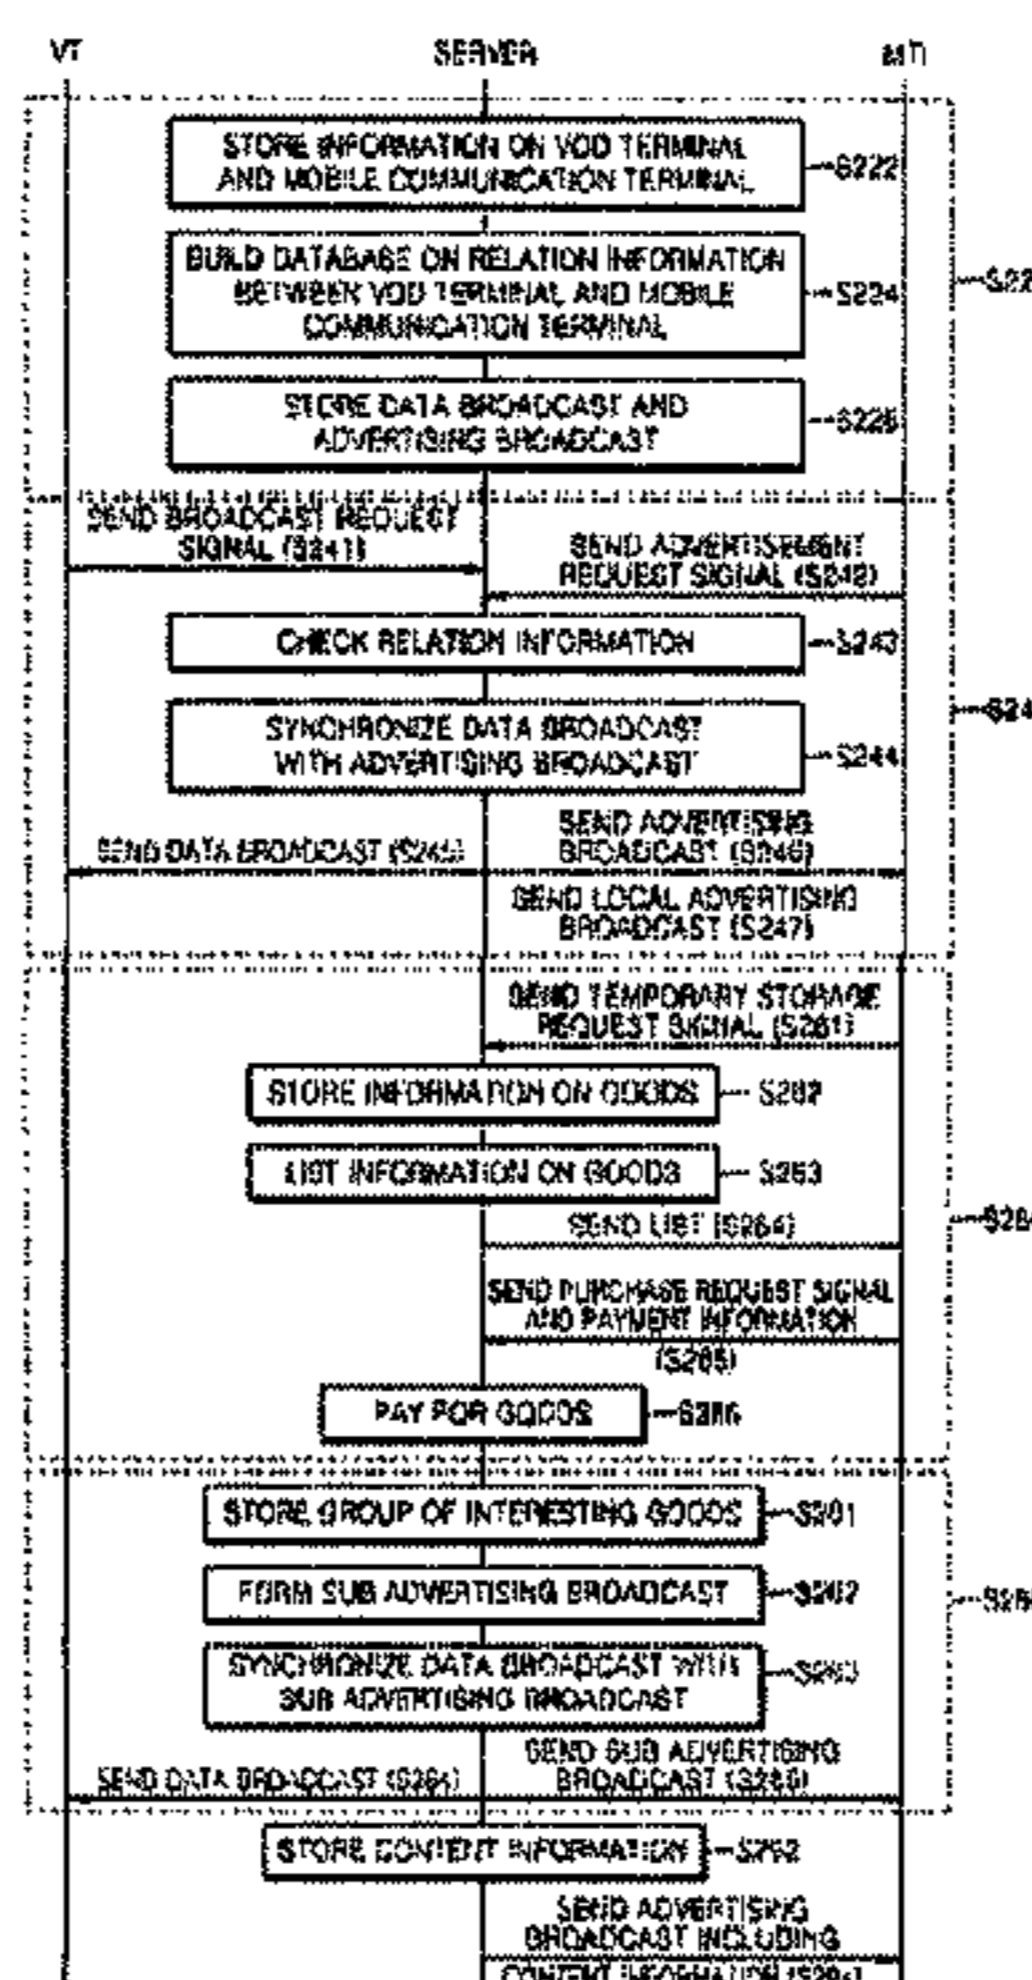 VT
SERVER
STORE INFORMATION ON VOD TERMINAL
AND MOBILE COMMUNICATION TERMINAL
S222
BUILD DATABASE ON RELATION INFORMATION
BETWEEN VOD TERMINAL AND MOBILE
COMMUNICATION TERMINAL
S224
STORE DATA BROADCAST AND
ADVERTISING BROADCAST
SEND BROADCAST REQUEST
SIGNAL (S241)
SEND ADVERTISEMENT
REQUEST SIGNAL (S242)
CHECK RELATION INFORMATION
S243
SYNCHRONIZE DATA BROADCAST
WITH ADVERTISING BROADCAST
S244
SEND ADVERTISING
SEND DATA BROADCAST (S245)
BROADCAST (S246)
SEND LOCAL ADVERTISING
BROADCAST (S247)
SEND TEMPORARY STORAGE
REQUEST SIGNAL
STORE INFORMATION ON GOODS
LIST INFORMATION ON GOODS
SEND LIST
SEND PURCHASE REQUEST SIGNAL
AND PAYMENT INFORMATION
PAY FOR GOODS
STORE GROUP OF INTERESTING GOODS
FORM SUB ADVERTISING BROADCAST
SYNCHRONIZE DATA BROADCAST WITH
SUB ADVERTISING BROADCAST
SEND SUB ADVERTISING
SEND DATA BROADCAST
BROADCAST
STORE CONTENT INFORMATION
S292
SEND ADVERTISING
BROADCAST INCLUDING
CONTENT INFORMATION